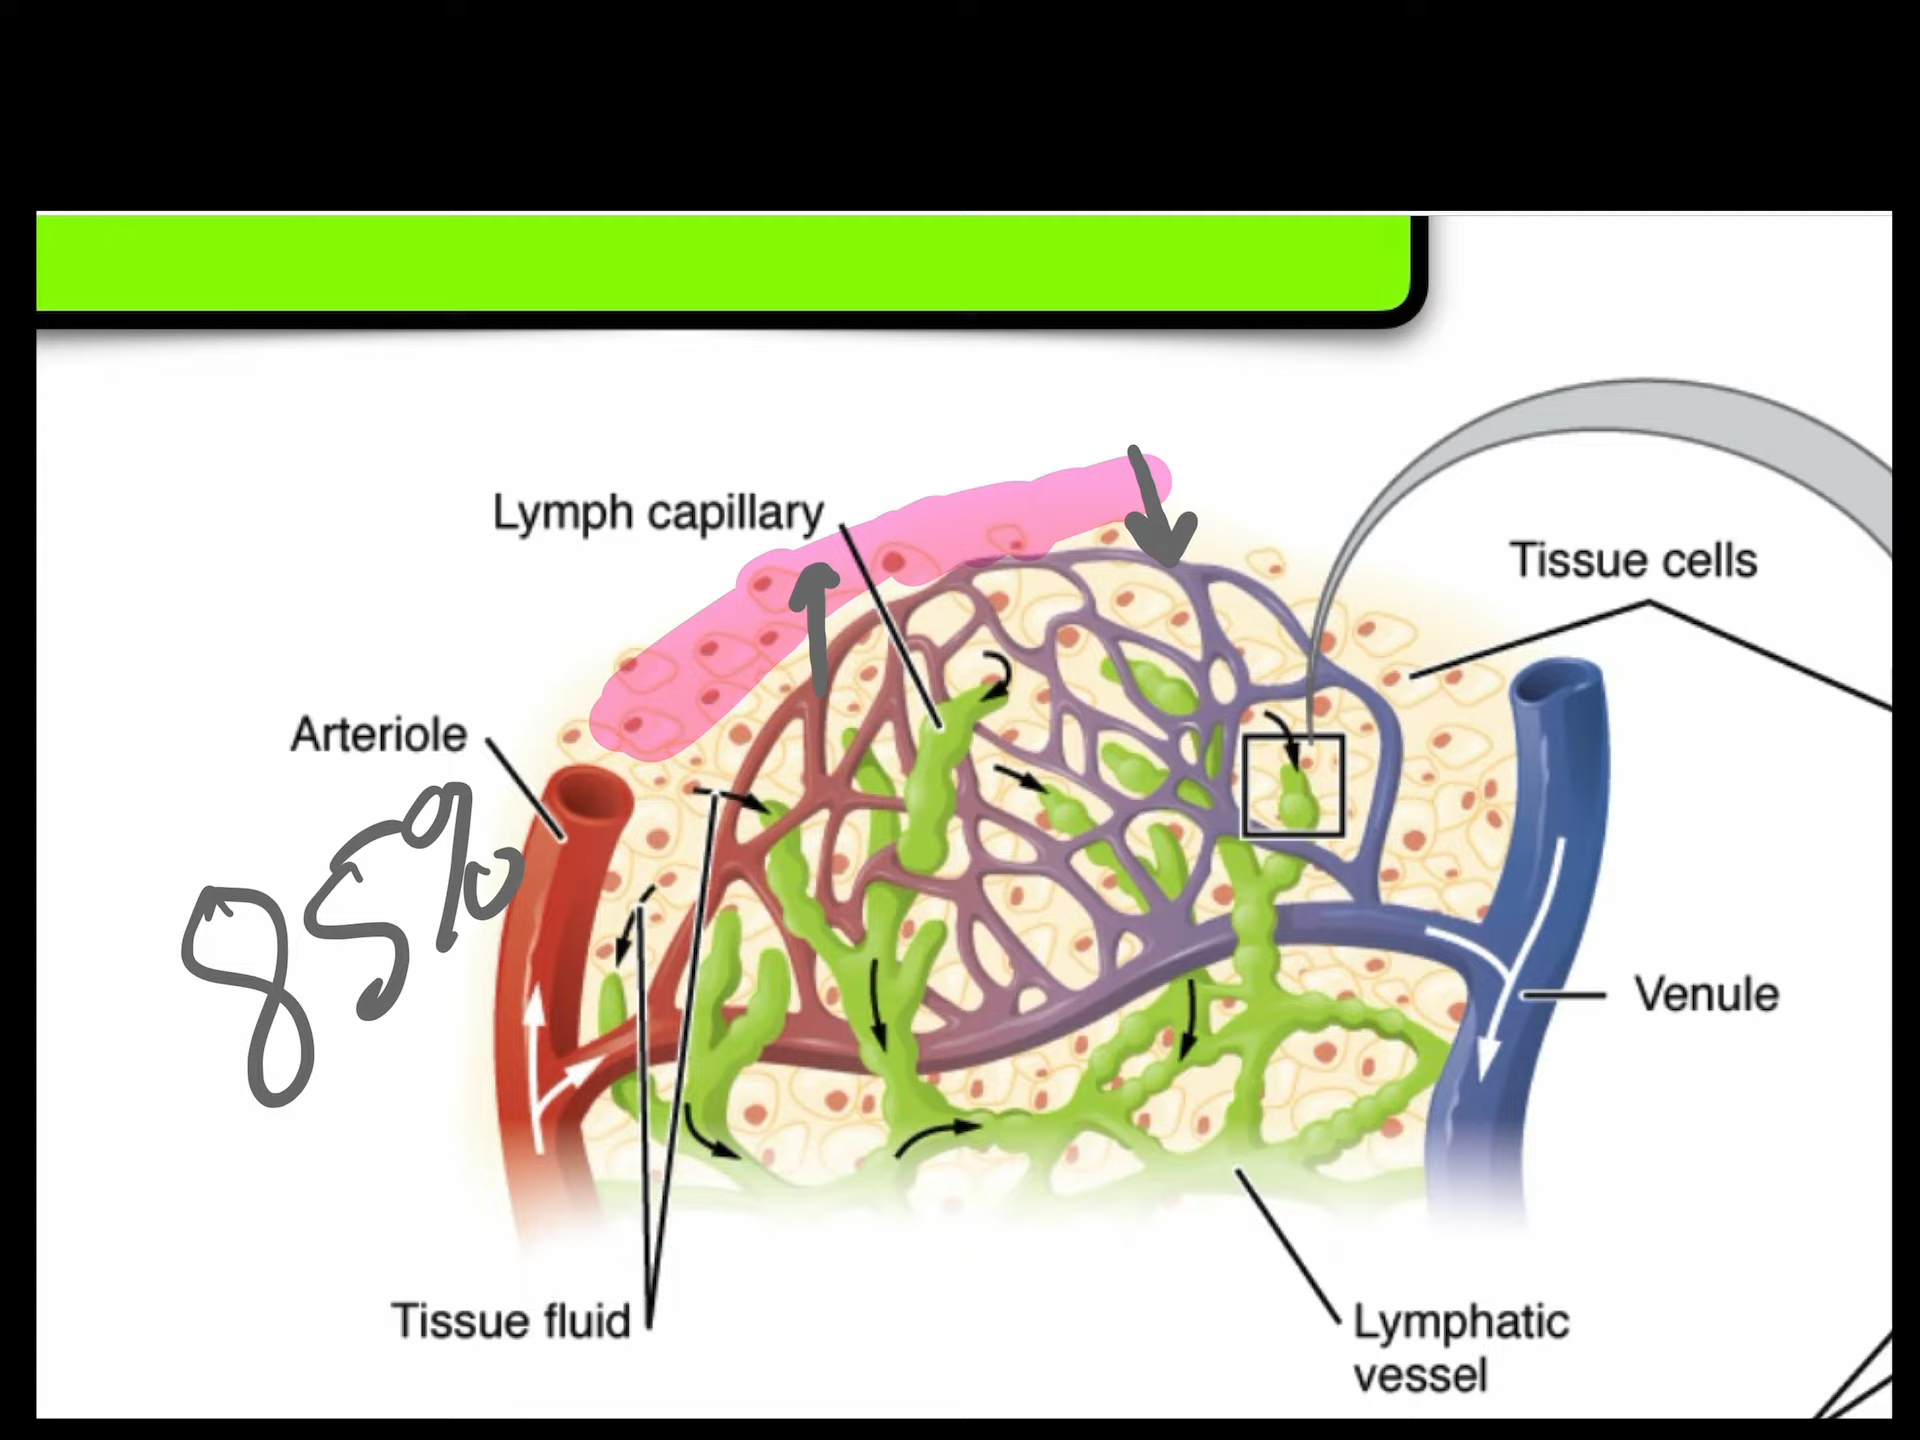 Lymph capillary
Tissue cells
Arteriole
85%
Venule
Tissue fluid
Lymphatic
vessel